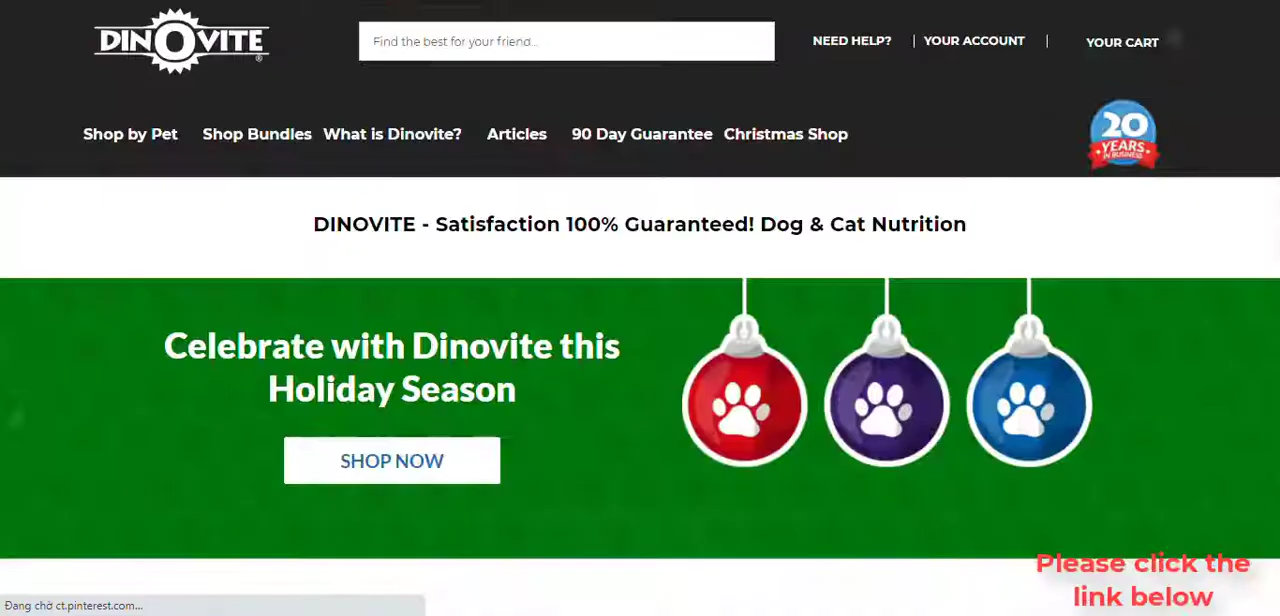 DINOVITE
®
Find the best for your friend...
NEED HELP? | YOUR ACCOUNT | YOUR CART
Shop by Pet Shop Bundles What is Dinovite? Articles 90 Day Guarantee Christmas Shop
20
YEARS
IN BUSINESS
DINOVITE - Satisfaction 100% Guaranteed! Dog & Cat Nutrition
Celebrate with Dinovite this
Holiday Season
SHOP NOW
Please click the
link below
Đang chờ ct.pinterest.com...